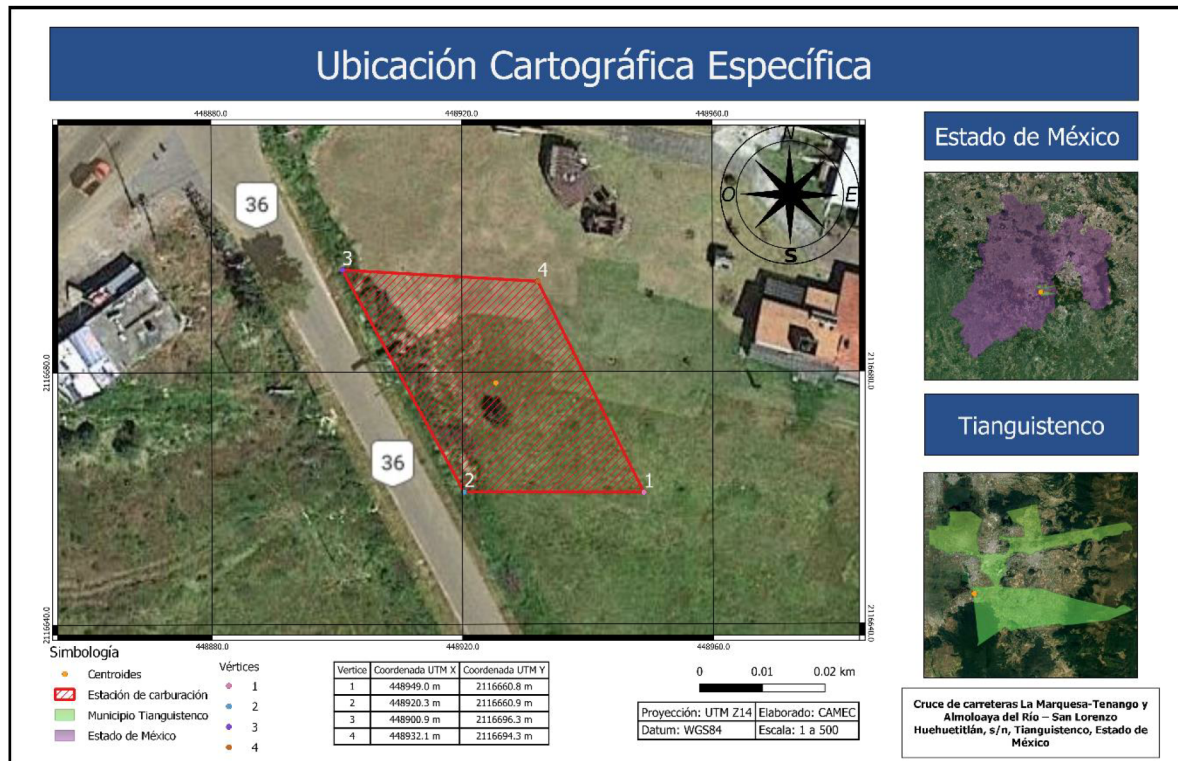 Ubicación Cartográfica Específica
448880.0
448920.0
448960.0
N
O
E
S
36
3
4
2116680.0
2116680.0
36
2
1
2116640.0
2116640.0
448880.0
448920.0
448960.0
Estado de México
Tianguistenco
Simbología
Centroides
Estación de carburación
Municipio Tianguistenco
Estado de México
Vértices
1
2
3
4
Vertice Coordenada UTM X Coordenada UTM Y
1 448949.0 m 2116660.8 m
2 448920.3 m 2116660.9 m
3 448900.9 m 2116696.3 m
4 448932.1 m 2116694.3 m
0 0.01 0.02 km
Proyección: UTM Z14 Elaborado: CAMEC
Datum: WGS84 Escala: 1 a 500
Cruce de carreteras La Marquesa-Tenango y
Almoloaya del Río – San Lorenzo
Huehuetitlán, s/n, Tianguistenco, Estado de
México